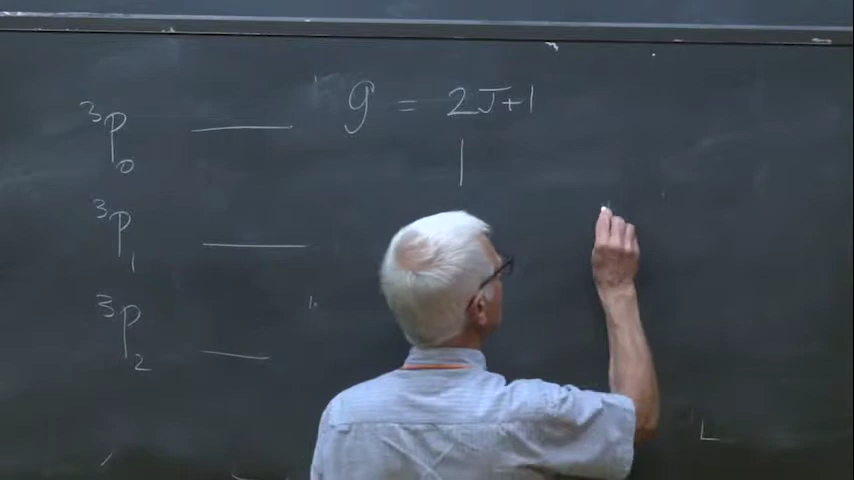 ³P₀ — g = 2J+1
1
³P₁ —
³P₂ —